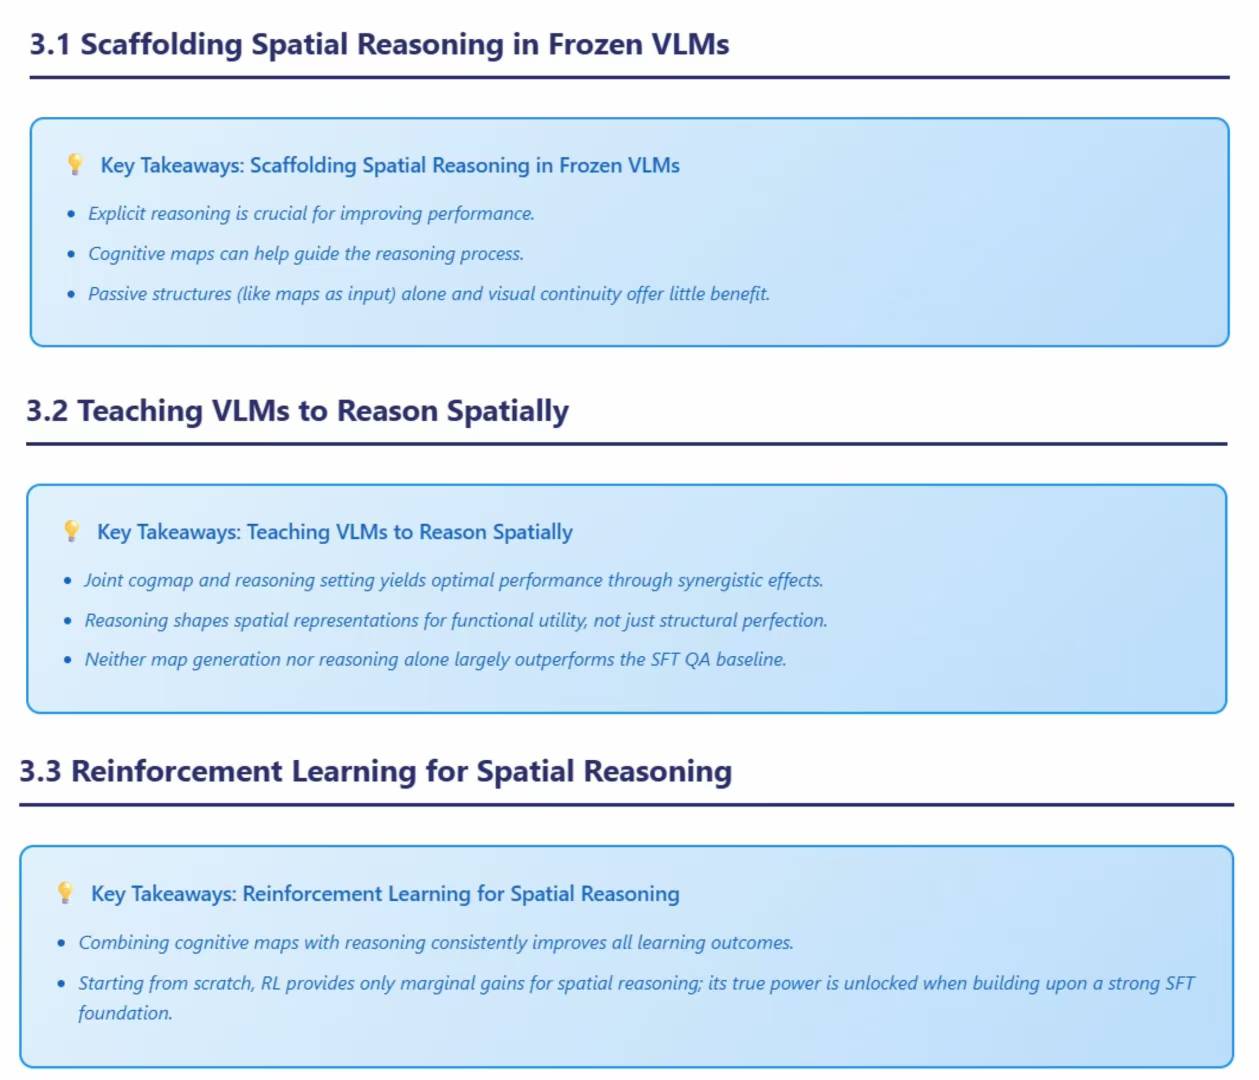 3.1 Scaffolding Spatial Reasoning in Frozen VLMs
Key Takeaways: Scaffolding Spatial Reasoning in Frozen VLMs
• Explicit reasoning is crucial for improving performance.
• Cognitive maps can help guide the reasoning process.
• Passive structures (like maps as input) alone and visual continuity offer little benefit.
3.2 Teaching VLMs to Reason Spatially
Key Takeaways: Teaching VLMs to Reason Spatially
• Joint cogmap and reasoning setting yields optimal performance through synergistic effects.
• Reasoning shapes spatial representations for functional utility, not just structural perfection.
• Neither map generation nor reasoning alone largely outperforms the SFT QA baseline.
3.3 Reinforcement Learning for Spatial Reasoning
Key Takeaways: Reinforcement Learning for Spatial Reasoning
• Combining cognitive maps with reasoning consistently improves all learning outcomes.
• Starting from scratch, RL provides only marginal gains for spatial reasoning; its true power is unlocked when building upon a strong SFT
foundation.